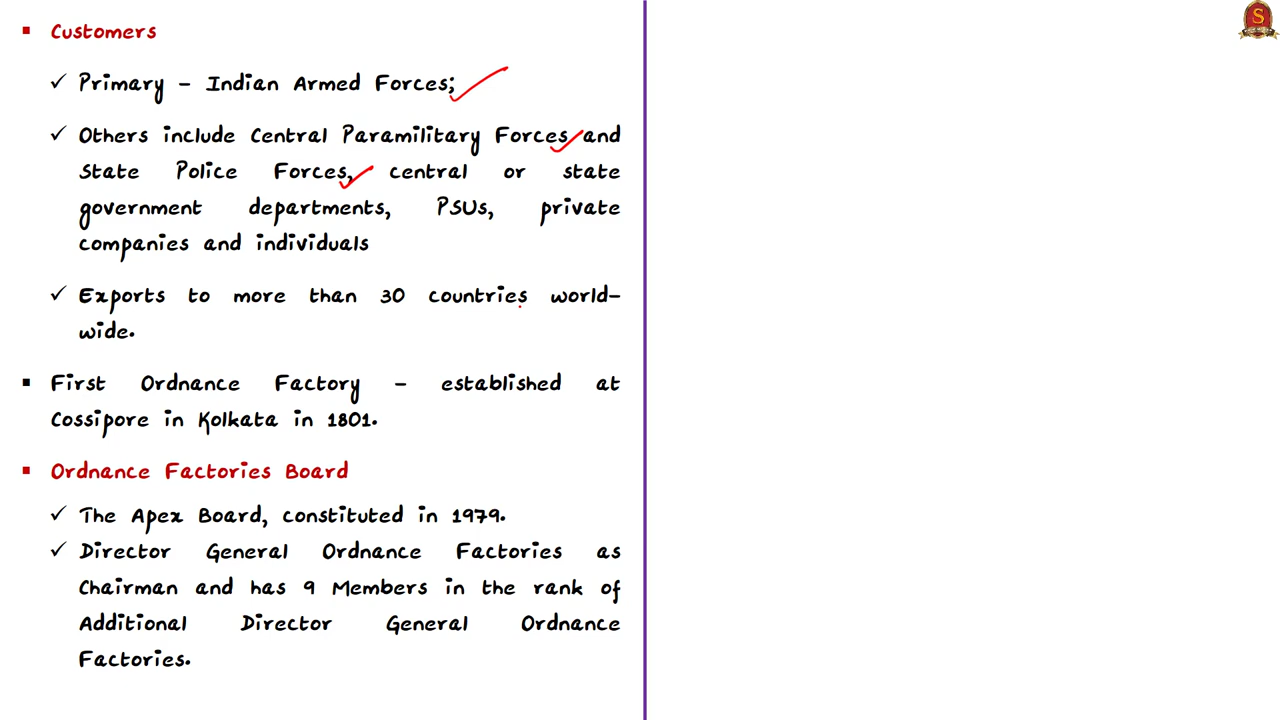 Customers
Primary – Indian Armed Forces;
Others include Central Paramilitary Forces and
State Police Forces, central or state
government departments, PSUs, private
companies and individuals
Exports to more than 30 countries world-
wide.
First Ordnance Factory – established at
Cossipore in Kolkata in 1801.
Ordnance Factories Board
The Apex Board, constituted in 1979.
Director General Ordnance Factories as
Chairman and has 9 Members in the rank of
Additional Director General Ordnance
Factories.
S